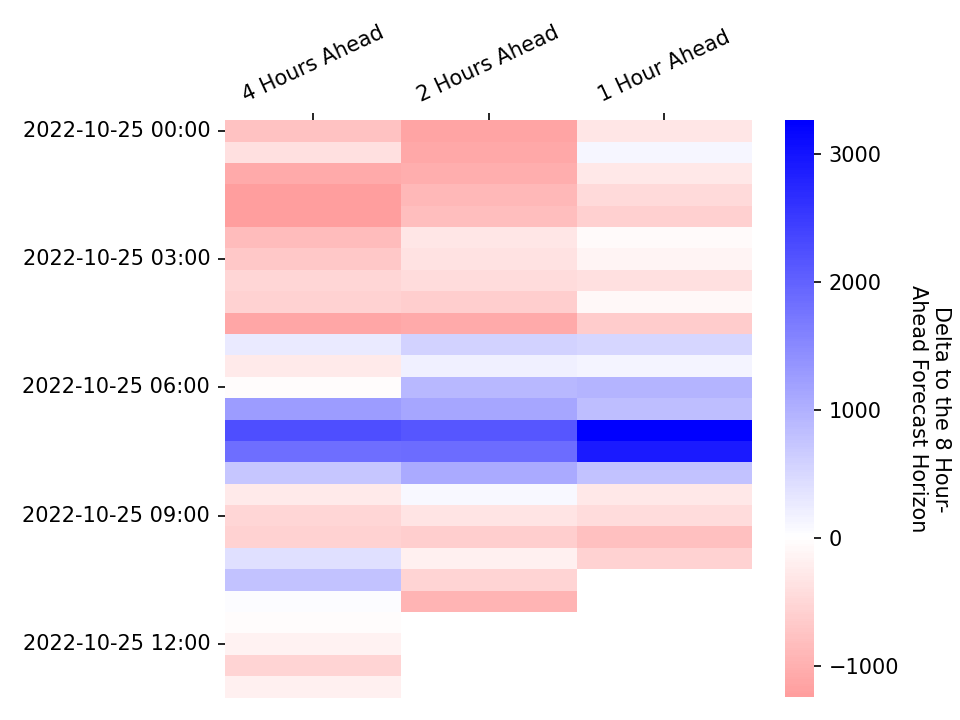 4 Hours Ahead
2 Hours Ahead
1 Hour Ahead
2022-10-25 00:00
2022-10-25 03:00
2022-10-25 06:00
2022-10-25 09:00
2022-10-25 12:00
3000
2000
1000
0
−1000
Delta to the 8 Hour-
Ahead Forecast Horizon